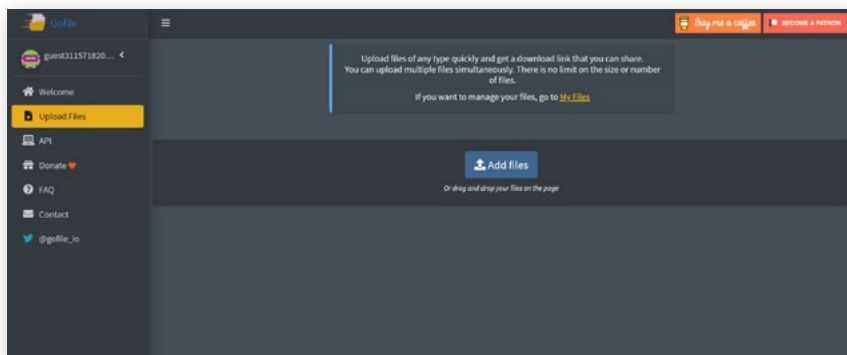 Gofile
Buy me a coffee
BECOME A PATRON
guest311571820...
Welcome
Upload Files
API
Donate
FAQ
Contact
@gofile_io
Upload files of any type quickly and get a download link that you can share.
You can upload multiple files simultaneously. There is no limit on the size or number
of files.
If you want to manage your files, go to My Files
Add files
Or drag and drop your files on the page